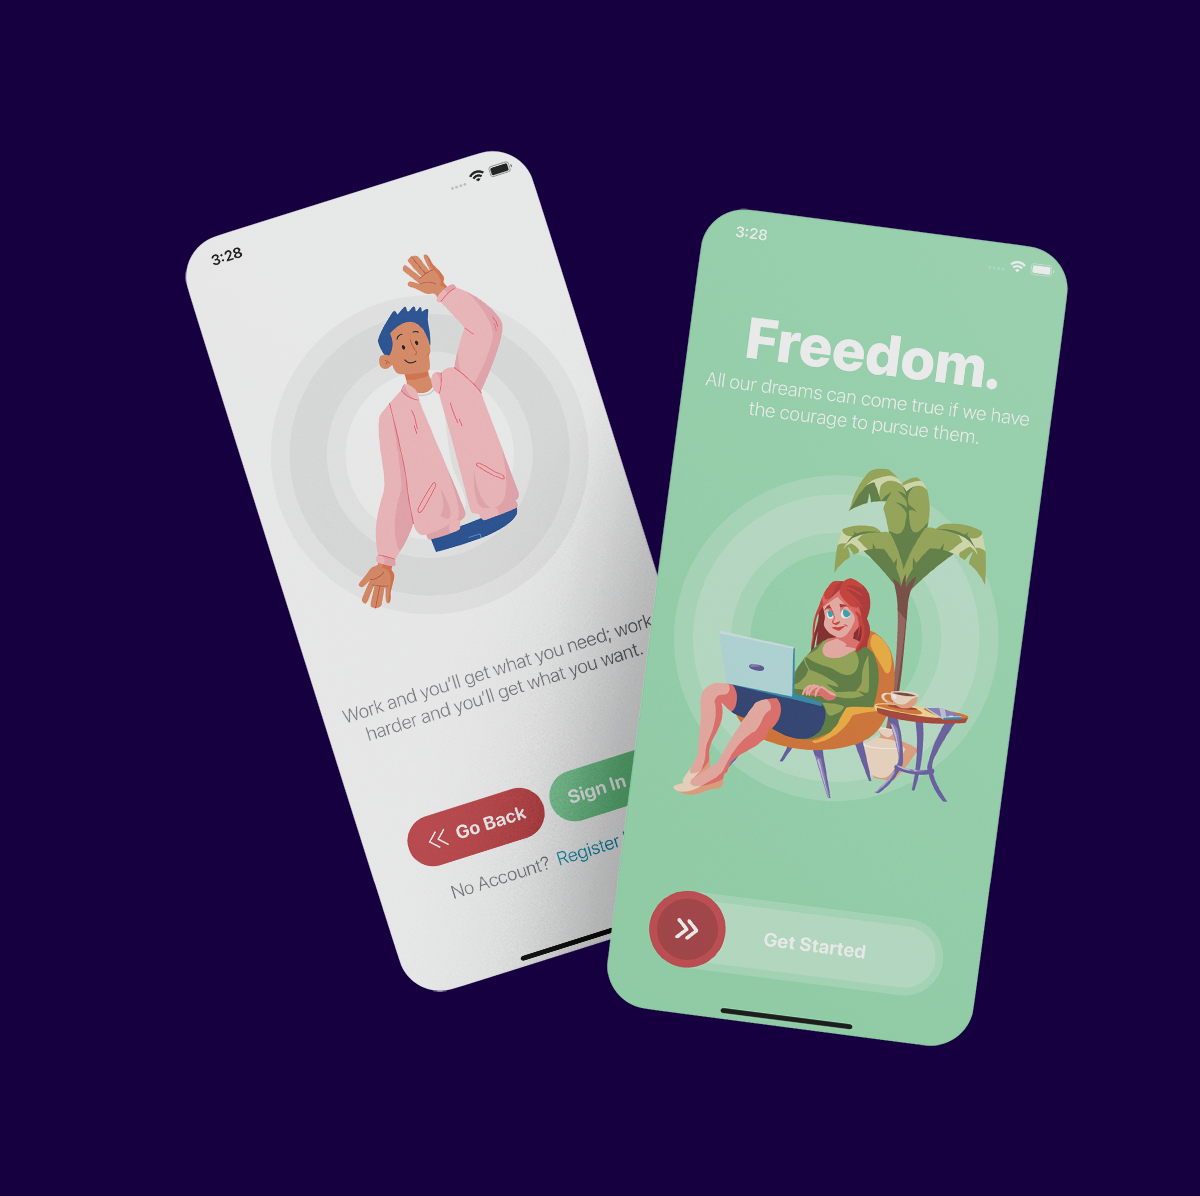 3:28
Work and you'll get what you need; work
harder and you'll get what you want.
Go Back
Sign In
No Account? Register
3:28
Freedom.
All our dreams can come true if we have
the courage to pursue them.
Get Started